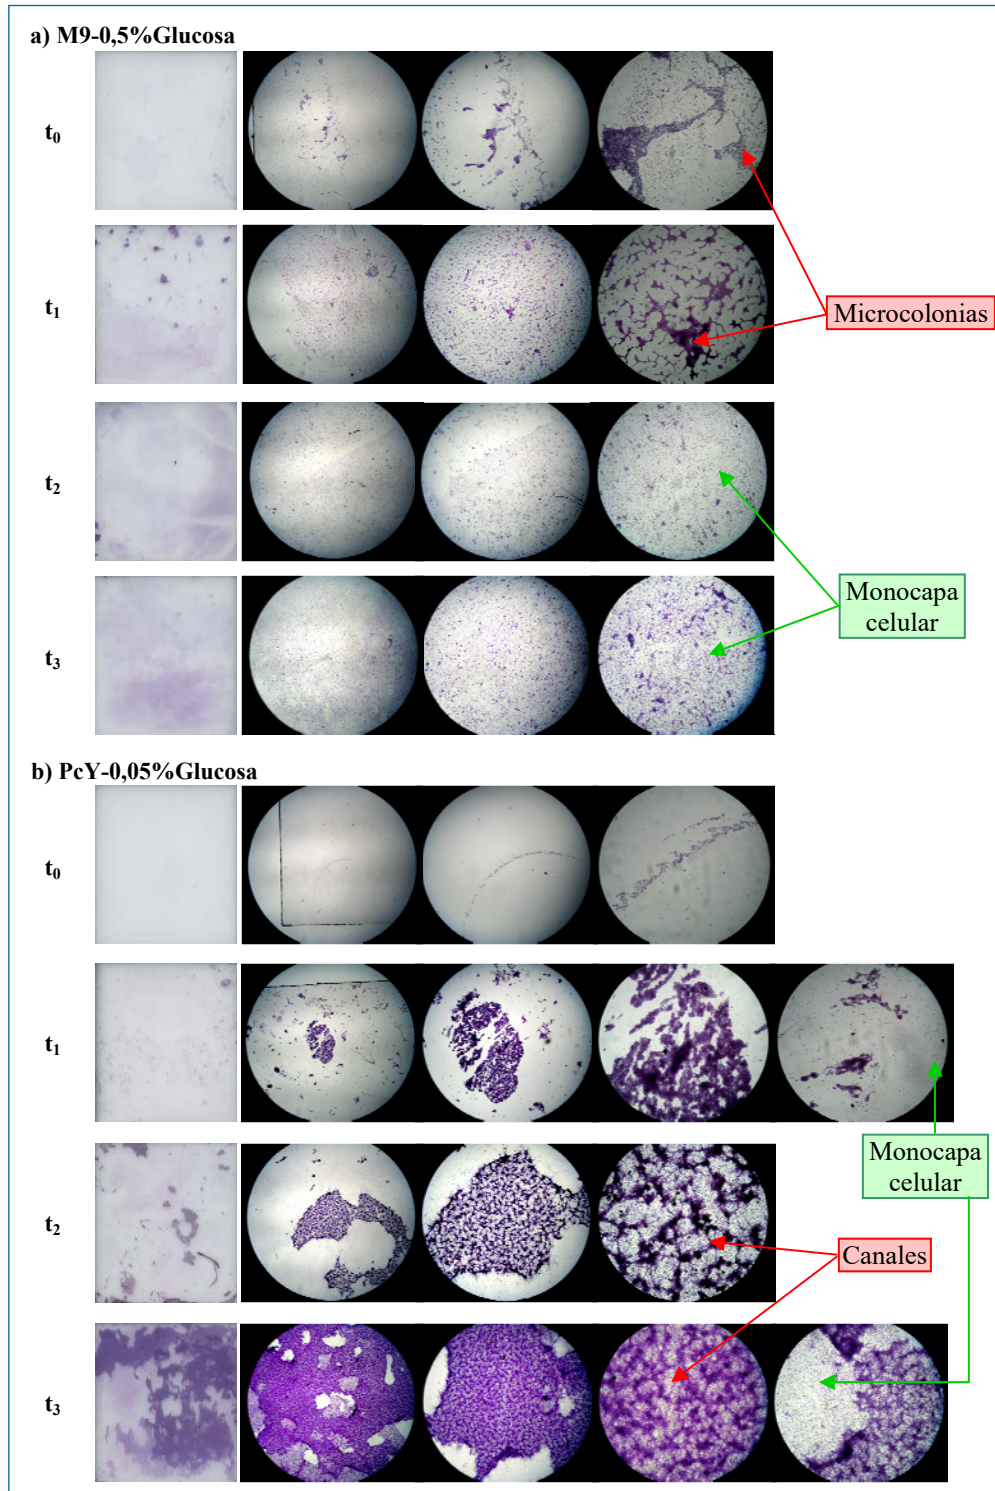 a) M9-0,5%Glucosa
t₀
t₁
Microcolonias
t₂
Monocapa
celular
t₃
b) PcY-0,05%Glucosa
t₀
t₁
Monocapa
celular
t₂
Canales
t₃